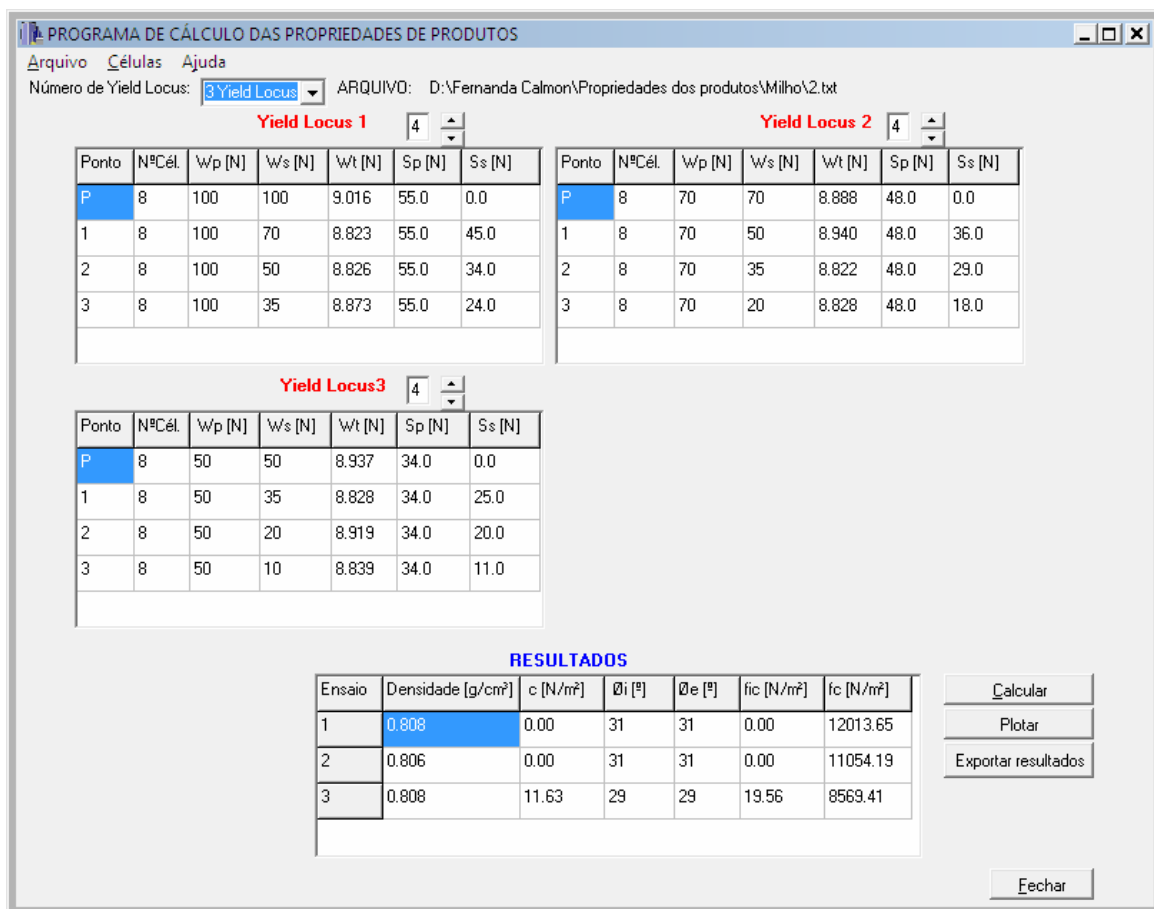 PROGRAMA DE CÁLCULO DAS PROPRIEDADES DE PRODUTOS
Arquivo Células Ajuda
Número de Yield Locus: 3 Yield Locus ARQUIVO: D:\Fernanda Calmon\Propriedades dos produtos\Milho\2.txt
Yield Locus 1 4
Ponto NºCél. Wp [N] Ws [N] Wt [N] Sp [N] Ss [N]
P 8 100 100 9.016 55.0 0.0
1 8 100 70 8.823 55.0 45.0
2 8 100 50 8.826 55.0 34.0
3 8 100 35 8.873 55.0 24.0
Yield Locus 2 4
Ponto NºCél. Wp [N] Ws [N] Wt [N] Sp [N] Ss [N]
P 8 70 70 8.888 48.0 0.0
1 8 70 50 8.940 48.0 36.0
2 8 70 35 8.822 48.0 29.0
3 8 70 20 8.828 48.0 18.0
Yield Locus3 4
Ponto NºCél. Wp [N] Ws [N] Wt [N] Sp [N] Ss [N]
P 8 50 50 8.937 34.0 0.0
1 8 50 35 8.828 34.0 25.0
2 8 50 20 8.919 34.0 20.0
3 8 50 10 8.839 34.0 11.0
RESULTADOS
Ensaio Densidade [g/cm³] c [N/m²] Øi [º] Øe [º] fic [N/m²] fc [N/m²]
1 0.808 0.00 31 31 0.00 12013.65
2 0.806 0.00 31 31 0.00 11054.19
3 0.808 11.63 29 29 19.56 8569.41
Calcular
Plotar
Exportar resultados
Fechar